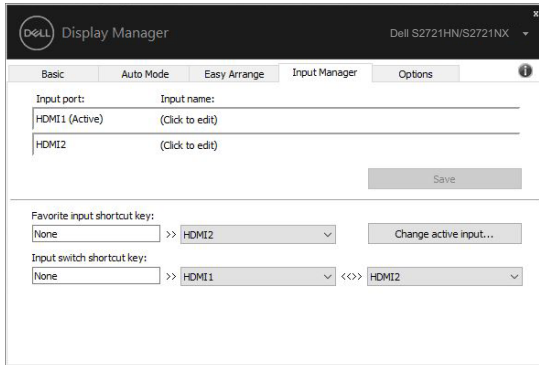 DELL Display Manager Dell S2721HN/S2721NX
x
Basic Auto Mode Easy Arrange Input Manager Options i
Input port: Input name:
HDMI1 (Active) (Click to edit)
HDMI2 (Click to edit)
Save
Favorite input shortcut key:
None >> HDMI2 Change active input...
Input switch shortcut key:
None >> HDMI1 <<>> HDMI2